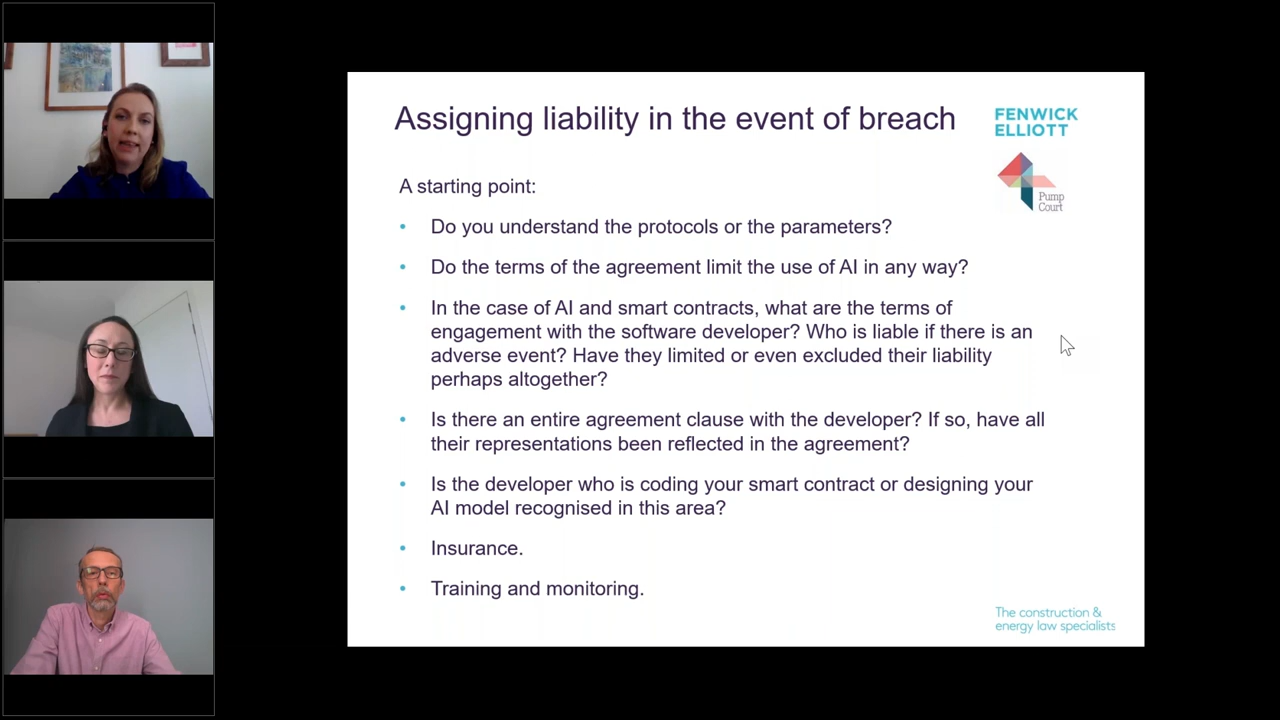 Assigning liability in the event of breach
FENWICK
ELLIOTT
Pump
Court
A starting point:
• Do you understand the protocols or the parameters?
• Do the terms of the agreement limit the use of AI in any way?
• In the case of AI and smart contracts, what are the terms of
engagement with the software developer? Who is liable if there is an
adverse event? Have they limited or even excluded their liability
perhaps altogether?
• Is there an entire agreement clause with the developer? If so, have all
their representations been reflected in the agreement?
• Is the developer who is coding your smart contract or designing your
AI model recognised in this area?
• Insurance.
• Training and monitoring.
The construction &
energy law specialists